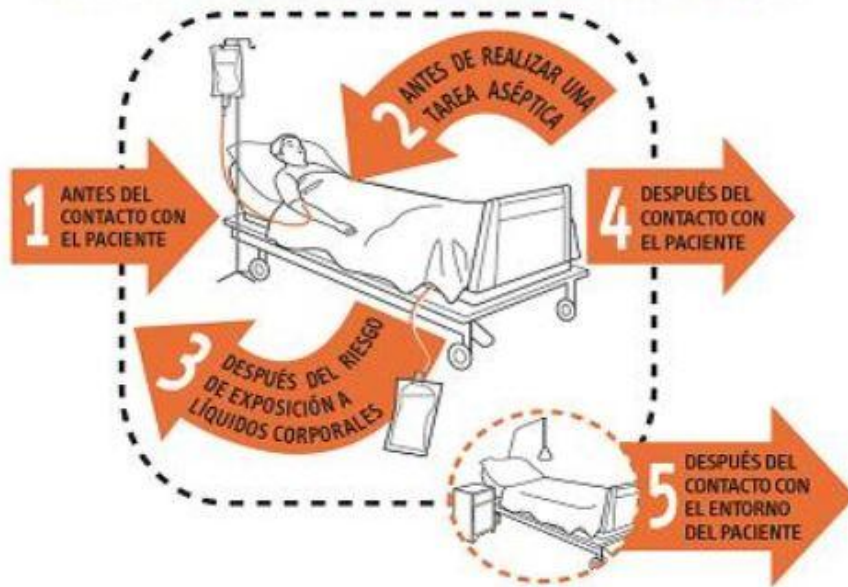 1 ANTES DEL
CONTACTO CON
EL PACIENTE
2 ANTES DE REALIZAR UNA
TAREA ASÉPTICA
3 DESPUÉS DEL RIESGO
DE EXPOSICIÓN A
LÍQUIDOS CORPORALES
4 DESPUÉS DEL
CONTACTO CON
EL PACIENTE
5 DESPUÉS DEL
CONTACTO CON
EL ENTORNO
DEL PACIENTE